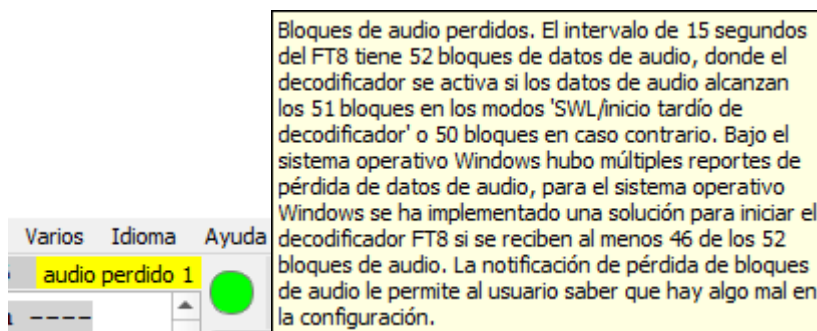 Bloques de audio perdidos. El intervalo de 15 segundos
del FT8 tiene 52 bloques de datos de audio, donde el
decodificador se activa si los datos de audio alcanzan
los 51 bloques en los modos 'SWL/inicio tardío de
decodificador' o 50 bloques en caso contrario. Bajo el
sistema operativo Windows hubo múltiples reportes de
pérdida de datos de audio, para el sistema operativo
Windows se ha implementado una solución para iniciar el
decodificador FT8 si se reciben al menos 46 de los 52
bloques de audio. La notificación de pérdida de bloques
de audio le permite al usuario saber que hay algo mal en
la configuración.
Varios Idioma Ayuda
audio perdido 1
----